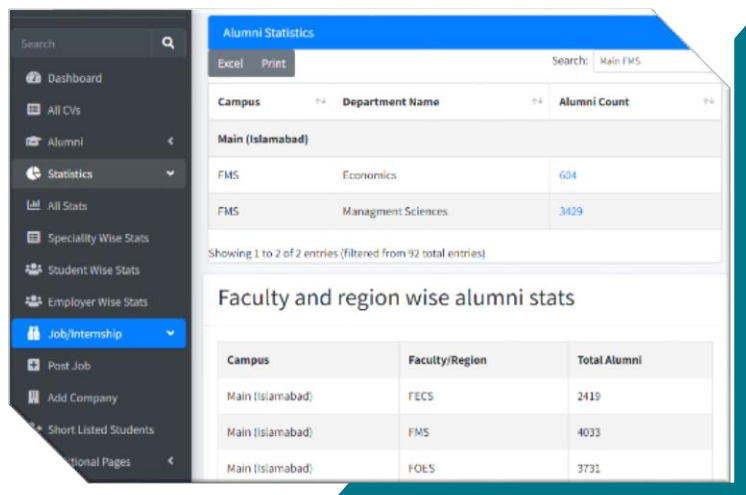 Search
Dashboard
All CVs
Alumni
Statistics
All Stats
Speciality Wise Stats
Student Wise Stats
Employer Wise Stats
Job/Internship
Post Job
Add Company
Short Listed Students
Pages
Alumni Statistics
Excel Print
Search: Main FMS
Campus Department Name Alumni Count
Main (Islamabad)
FMS Economics 604
FMS Managment Sciences 3429
Showing 1 to 2 of 2 entries (filtered from 92 total entries)
Faculty and region wise alumni stats
Campus Faculty/Region Total Alumni
Main (Islamabad) FECS 2419
Main (Islamabad) FMS 4033
Main (Islamabad) FOES 3731